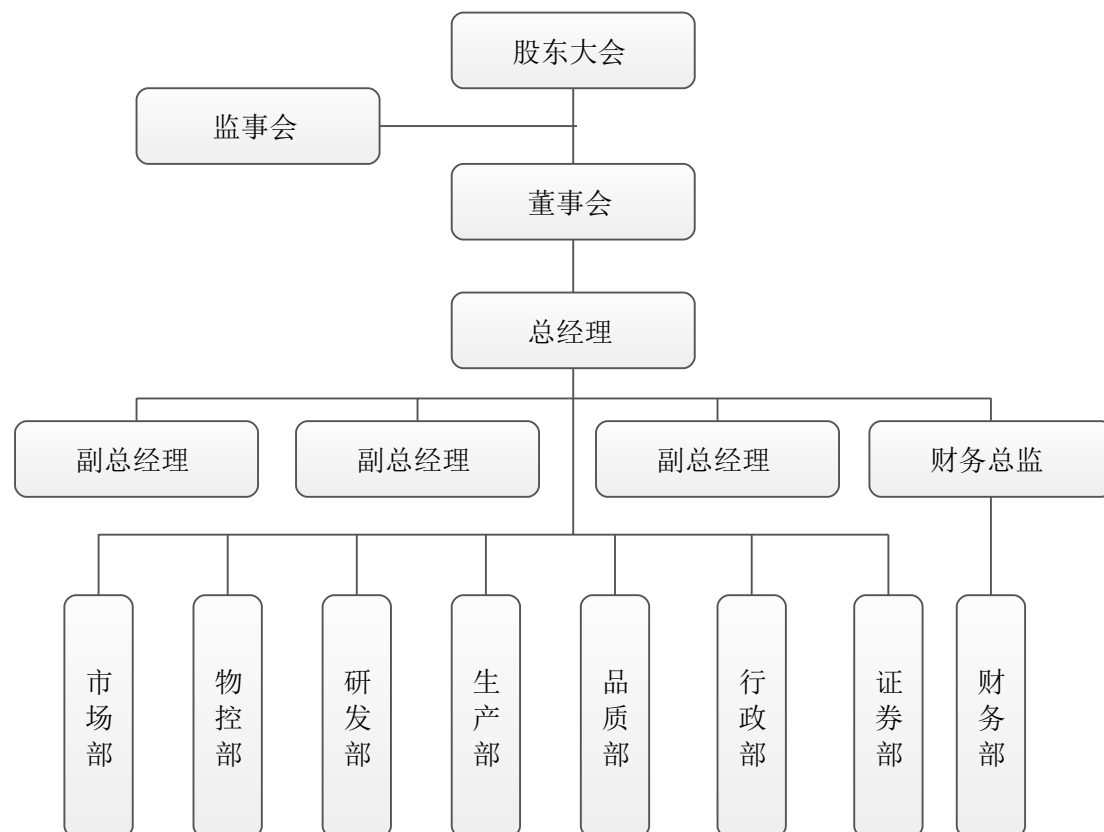 股东大会
监事会
董事会
总经理
副总经理
副总经理
副总经理
财务总监
市场部
物控部
研发部
生产部
品质部
行政部
证券部
财务部